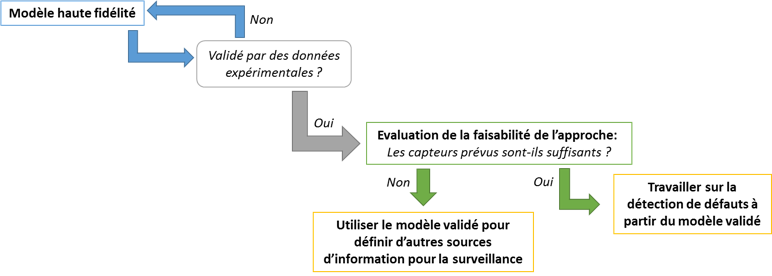 Modèle haute fidélité
Non
Validé par des données
expérimentales ?
Oui
Evaluation de la faisabilité de l'approche:
Les capteurs prévus sont-ils suffisants ?
Non
Oui
Travailler sur la
détection de défauts à
partir du modèle validé
Utiliser le modèle validé pour
définir d'autres sources
d'information pour la surveillance